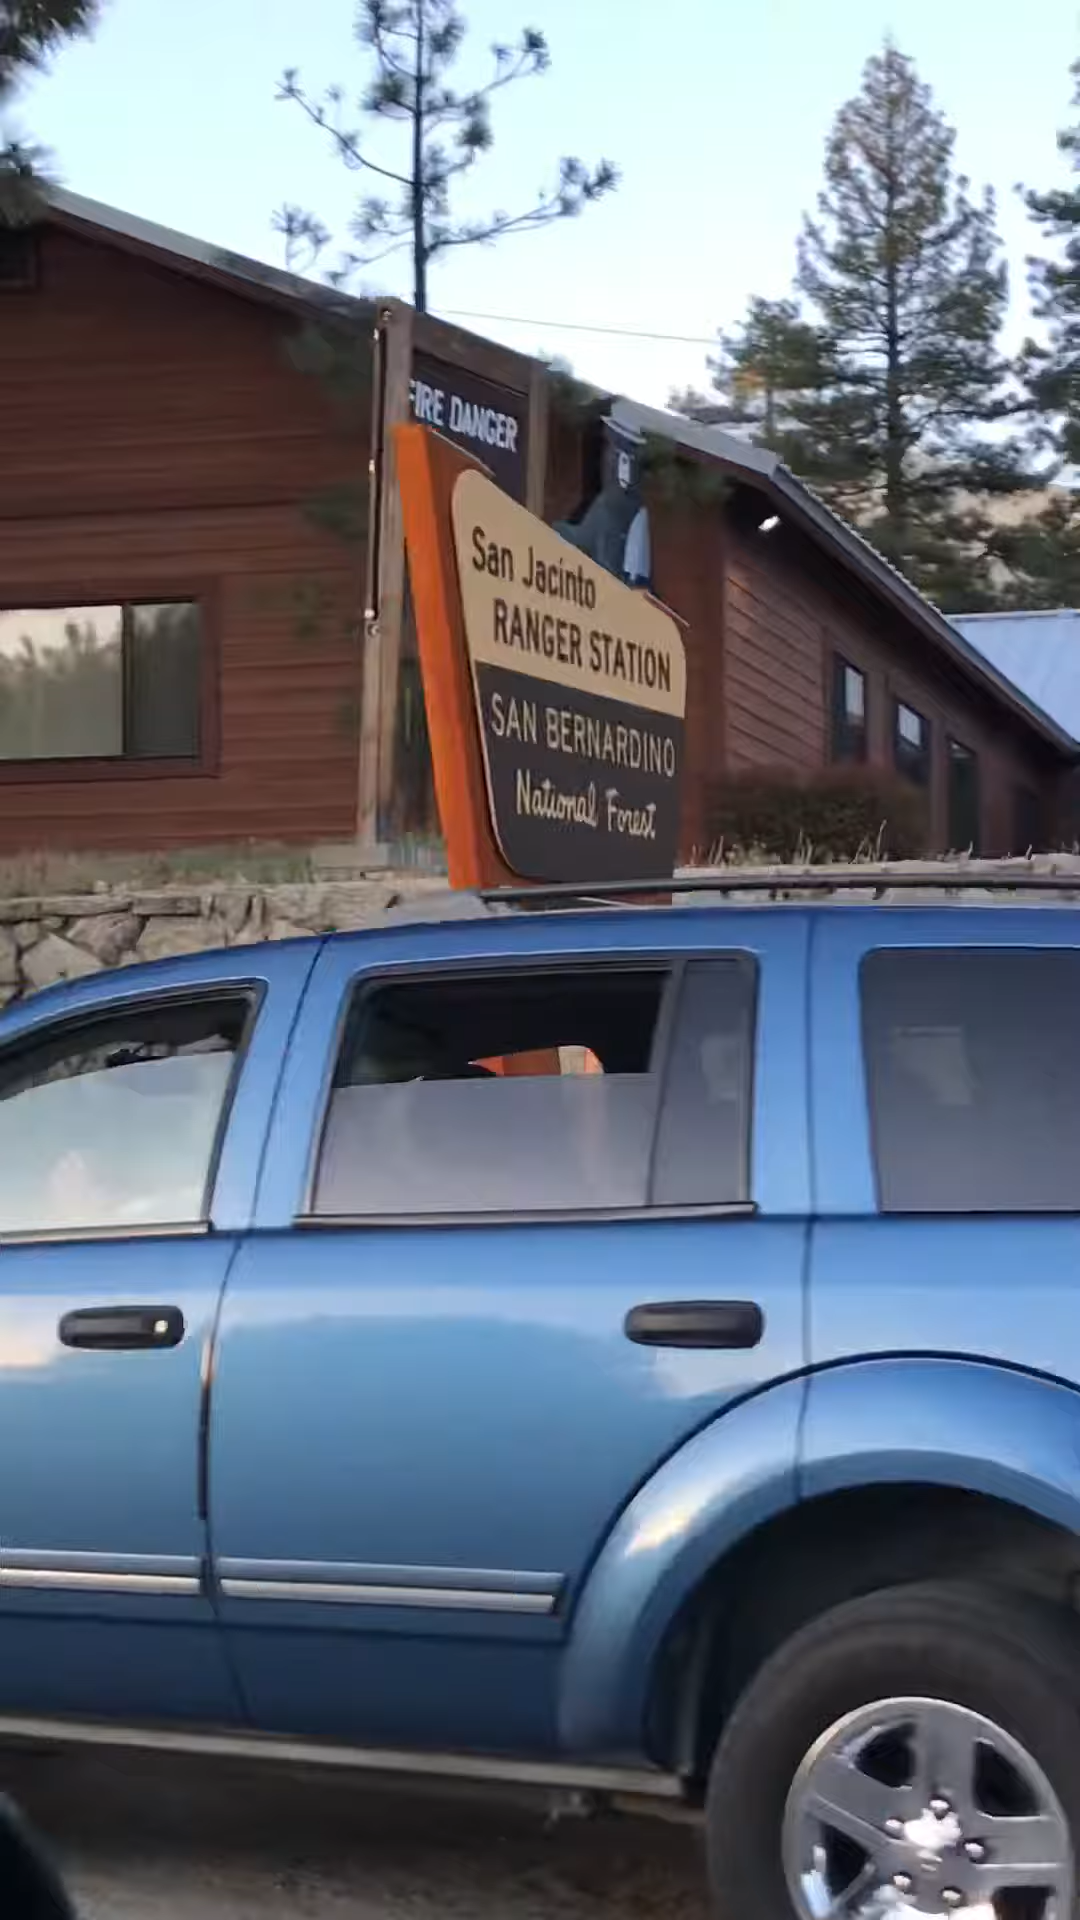 FIRE DANGER
San Jacinto
RANGER STATION
SAN BERNARDINO
National Forest